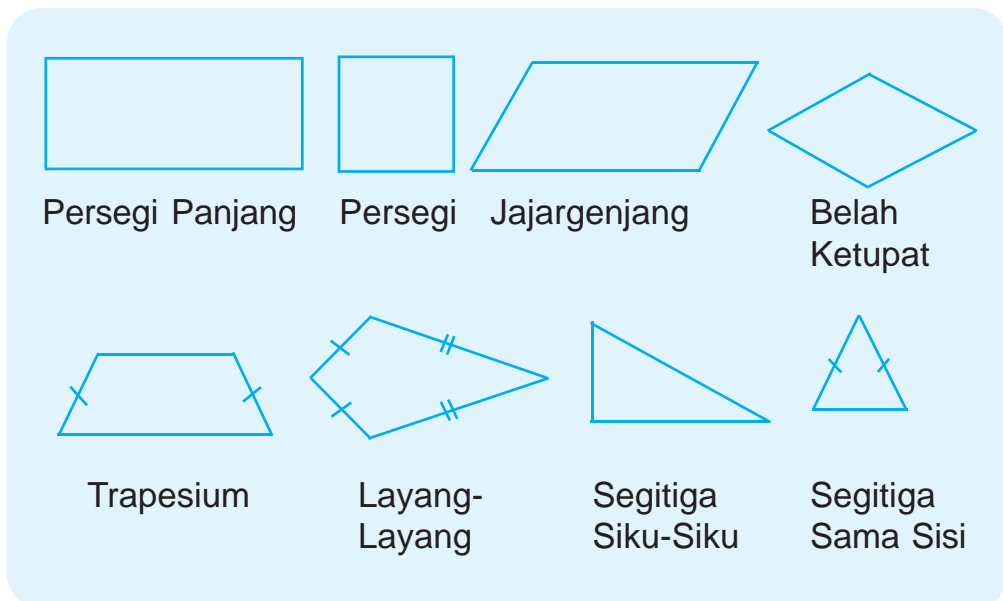 Persegi Panjang
Persegi
Jajargenjang
Belah
Ketupat
Trapesium
Layang-
Layang
Segitiga
Siku-Siku
Segitiga
Sama Sisi